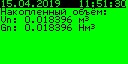 15.04.2019 11:51:30
Накопленный объем:
Vn: 0.018396 м³
Gn: 0.018396 Нм³